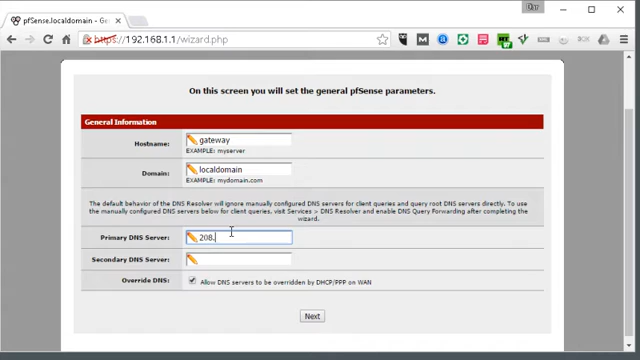 pfSense.localdomain - Ge
https://192.168.1.1/wizard.php
On this screen you will set the general pfSense parameters.
General Information
Hostname:
gateway
EXAMPLE: myserver
Domain:
localdomain
EXAMPLE: mydomain.com
The default behavior of the DNS Resolver will ignore manually configured DNS servers for client queries and query root DNS servers directly. To use
the manually configured DNS servers below for client queries, visit Services > DNS Resolver and enable DNS Query Forwarding after completing the
wizard.
Primary DNS Server:
208.
Secondary DNS Server:
Override DNS:
Allow DNS servers to be overridden by DHCP/PPP on WAN
Next